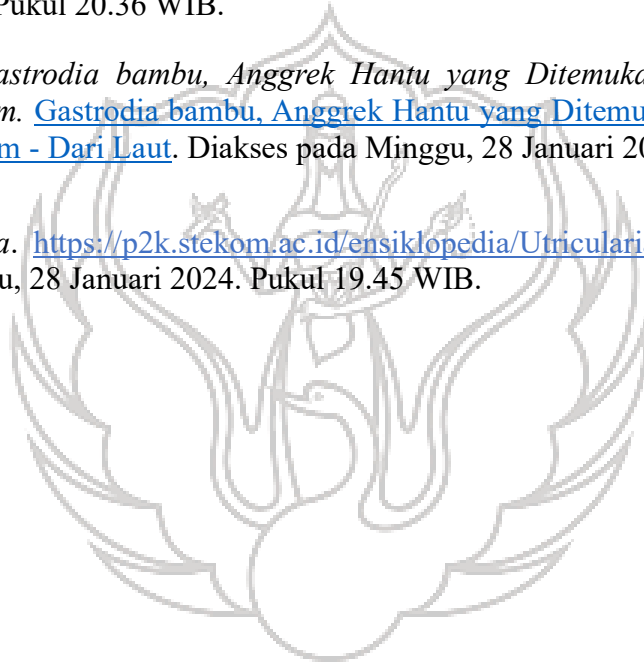 Pukul 20.36 WIB.
astrodia bambu, Anggrek Hantu yang Ditemuka
m. Gastrodia bambu, Anggrek Hantu yang Ditemu
m - Dari Laut. Diakses pada Minggu, 28 Januari 20
a. https://p2k.stekom.ac.id/ensiklopedia/Utriculari
u, 28 Januari 2024. Pukul 19.45 WIB.